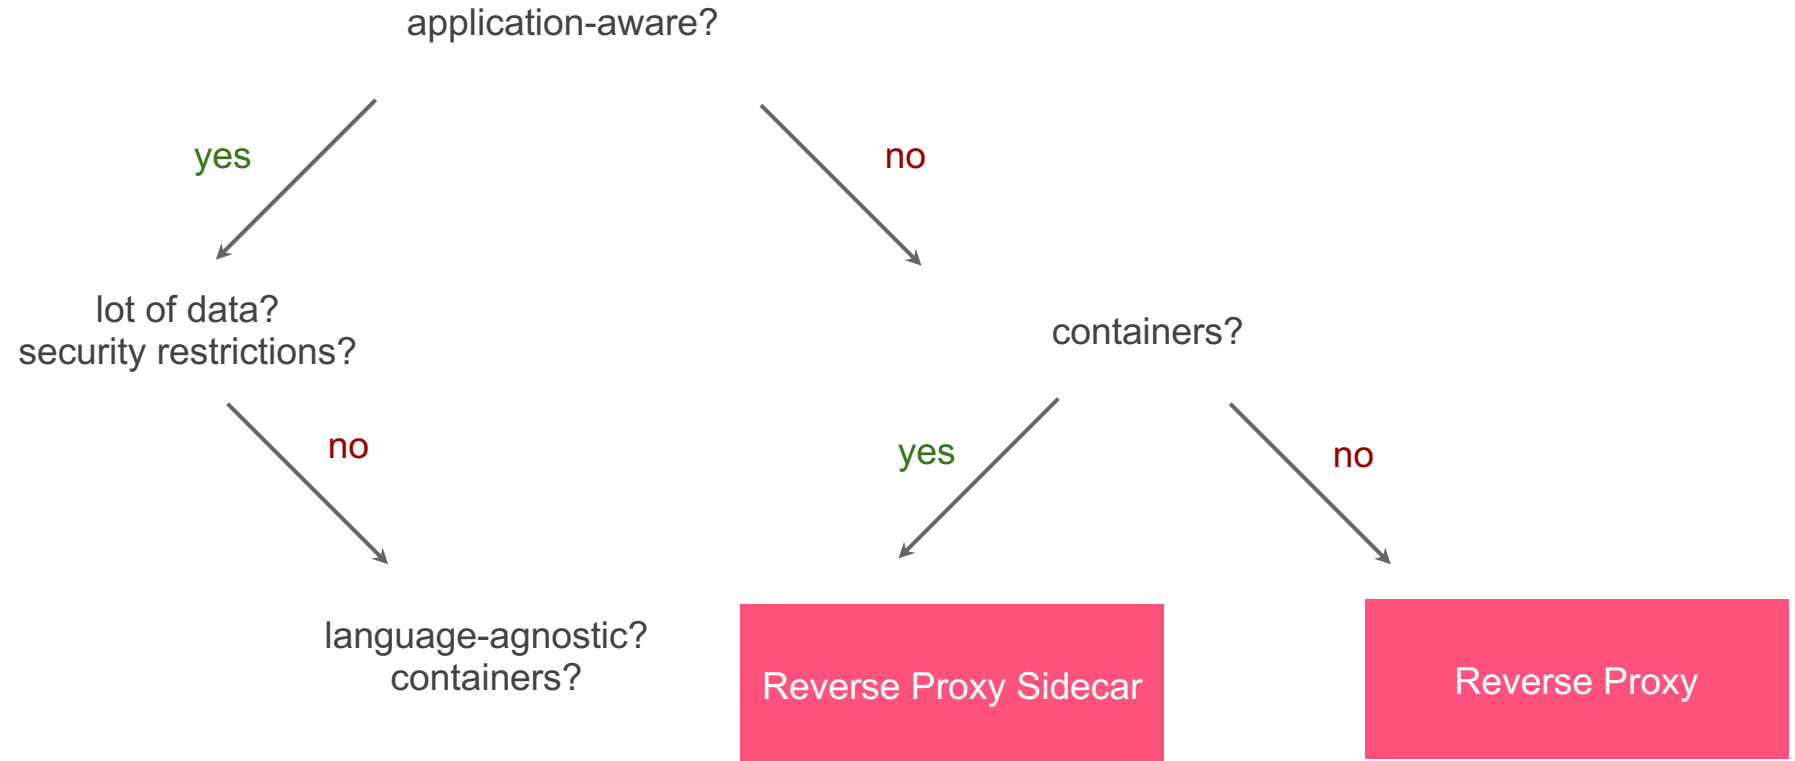 application-aware?
yes
no
lot of data?
security restrictions?
containers?
no
yes
no
language-agnostic?
containers?
Reverse Proxy Sidecar
Reverse Proxy